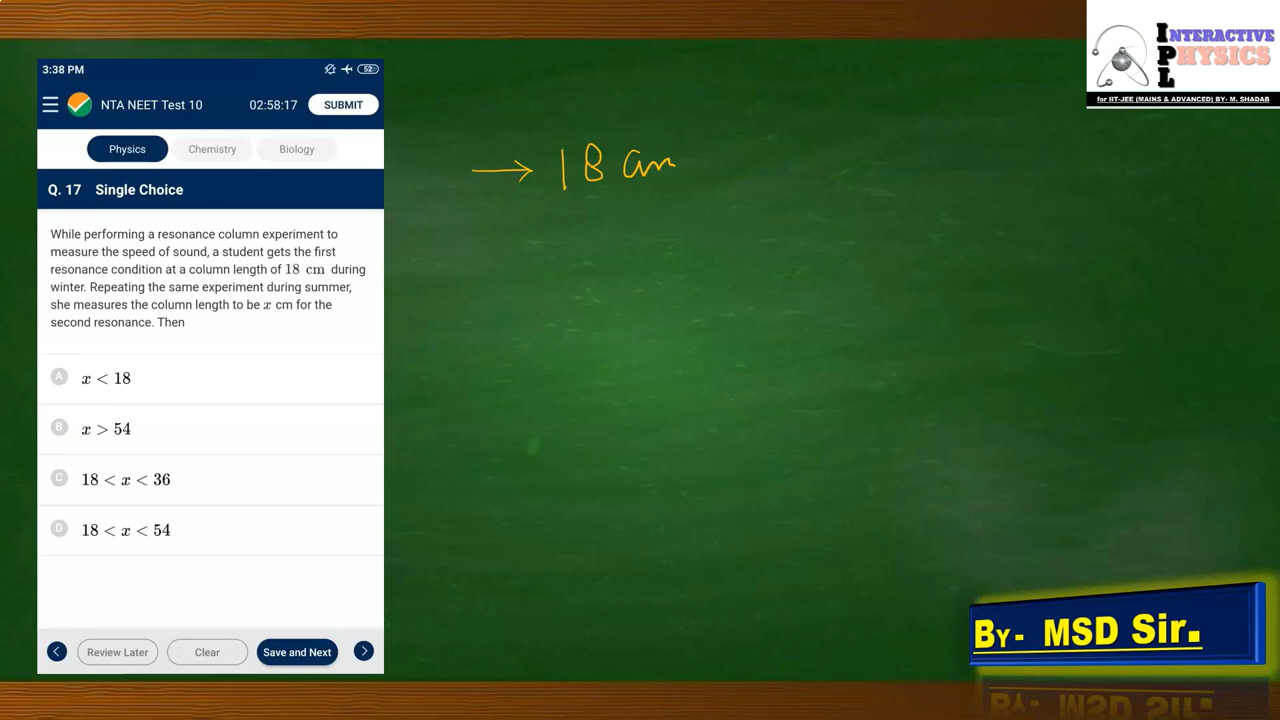 INTERACTIVE
PHYSICS
IPL
for IIT-JEE (MAINS & ADVANCED) BY- M. SHADAB
3:38 PM
52
NTA NEET Test 10
02:58:17
SUBMIT
Physics
Chemistry
Biology
Q. 17 Single Choice
While performing a resonance column experiment to
measure the speed of sound, a student gets the first
resonance condition at a column length of 18 cm during
winter. Repeating the same experiment during summer,
she measures the column length to be x cm for the
second resonance. Then
A x < 18
B x > 54
C 18 < x < 36
D 18 < x < 54
Review Later
Clear
Save and Next
→ 18 cm
BY- MSD Sir.